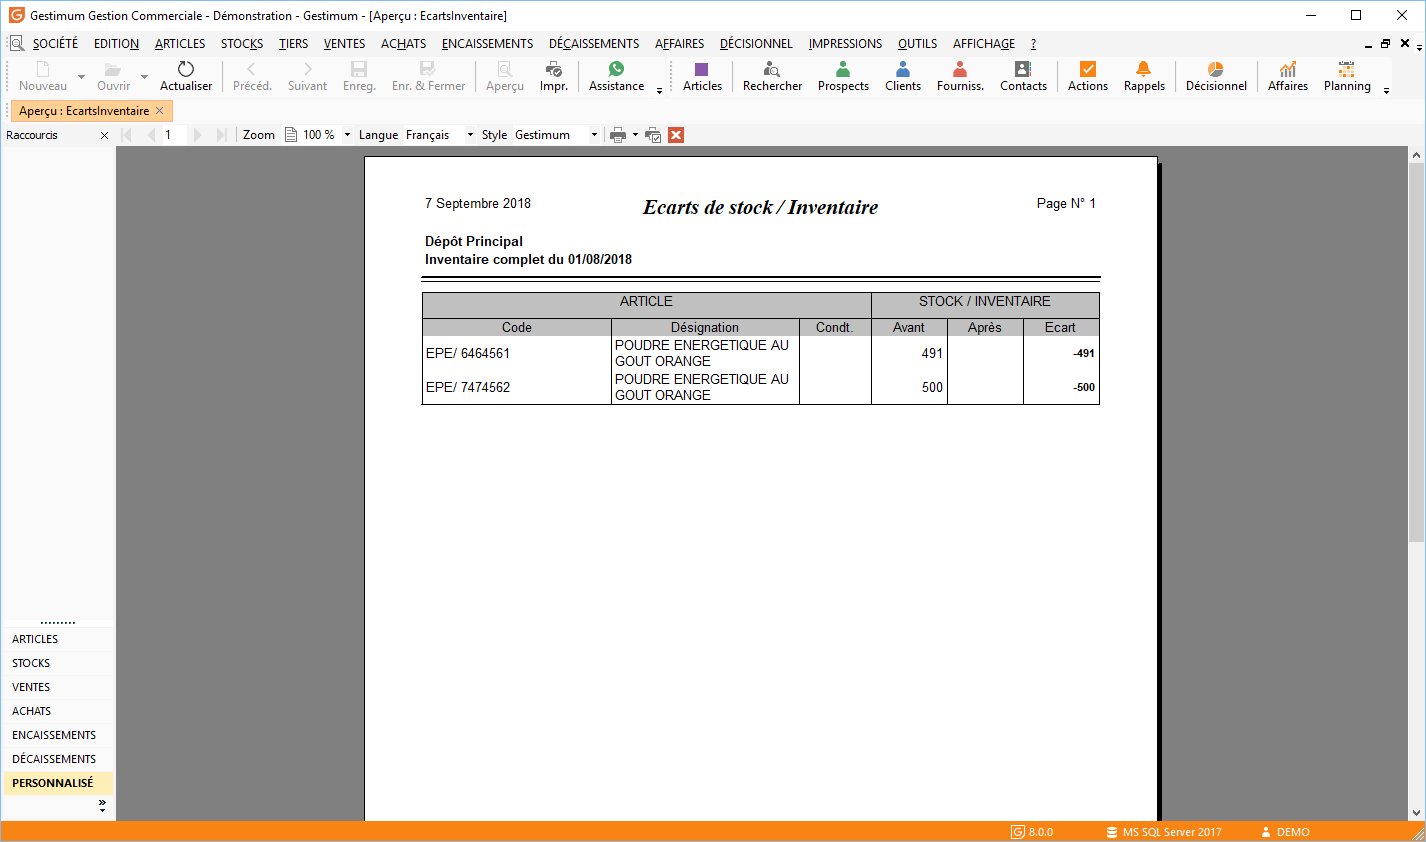 Gestimum Gestion Commerciale - Démonstration - Gestimum - [Aperçu : EcartsInventaire]
SOCIÉTÉ EDITION ARTICLES STOCKS TIERS VENTES ACHATS ENCAISSEMENTS DÉCAISSEMENTS AFFAIRES DÉCISIONNEL IMPRESSIONS OUTILS AFFICHAGE ?
Nouveau Ouvrir Actualiser Précéd. Suivant Enreg. Enr. & Fermer Aperçu Impr. Assistance Articles Rechercher Prospects Clients Fourniss. Contacts Actions Rappels Décisionnel Affaires Planning
Aperçu : EcartsInventaire
Raccourcis 1 Zoom 100 % Langue Français Style Gestimum
7 Septembre 2018 Ecarts de stock / Inventaire Page N° 1
Dépôt Principal
Inventaire complet du 01/08/2018
ARTICLE STOCK / INVENTAIRE
Code Désignation Condt. Avant Après Ecart
EPE/ 6464561 POUDRE ENERGETIQUE AU GOUT ORANGE 491 -491
EPE/ 7474562 POUDRE ENERGETIQUE AU GOUT ORANGE 500 -500
ARTICLES
STOCKS
VENTES
ACHATS
ENCAISSEMENTS
DÉCAISSEMENTS
PERSONNALISÉ
8.0.0 MS SQL Server 2017 DEMO